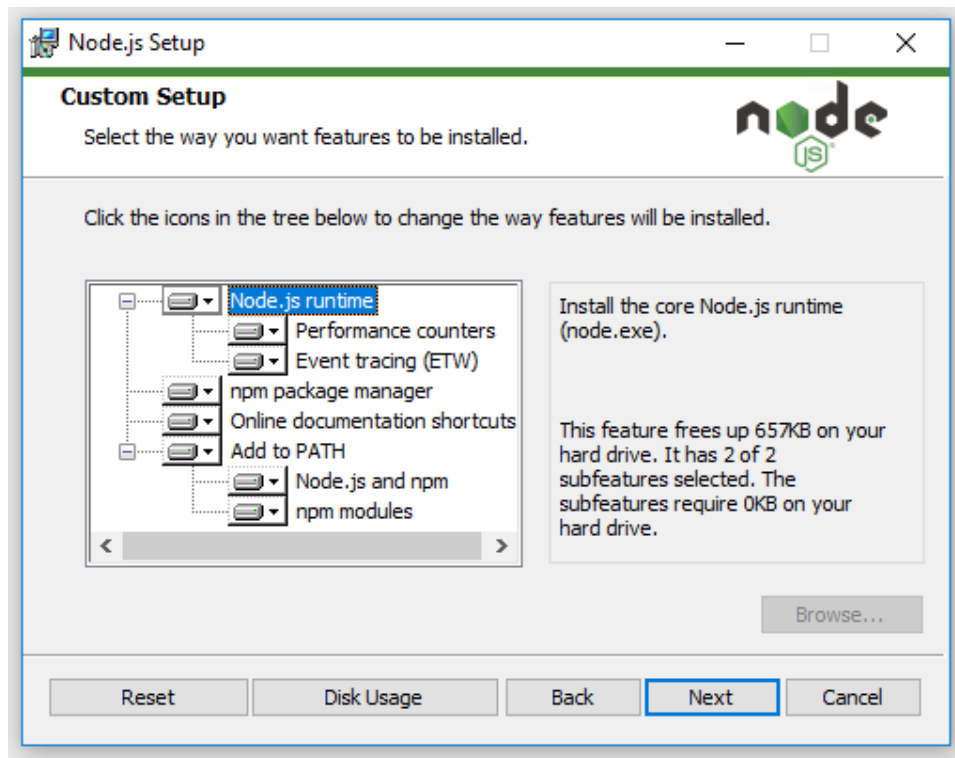 Node.js Setup
Custom Setup
Select the way you want features to be installed.
node
JS
Click the icons in the tree below to change the way features will be installed.
Node.js runtime
Performance counters
Event tracing (ETW)
npm package manager
Online documentation shortcuts
Add to PATH
Node.js and npm
npm modules
Install the core Node.js runtime
(node.exe).
This feature frees up 657KB on your
hard drive. It has 2 of 2
subfeatures selected. The
subfeatures require 0KB on your
hard drive.
Browse...
Reset
Disk Usage
Back
Next
Cancel